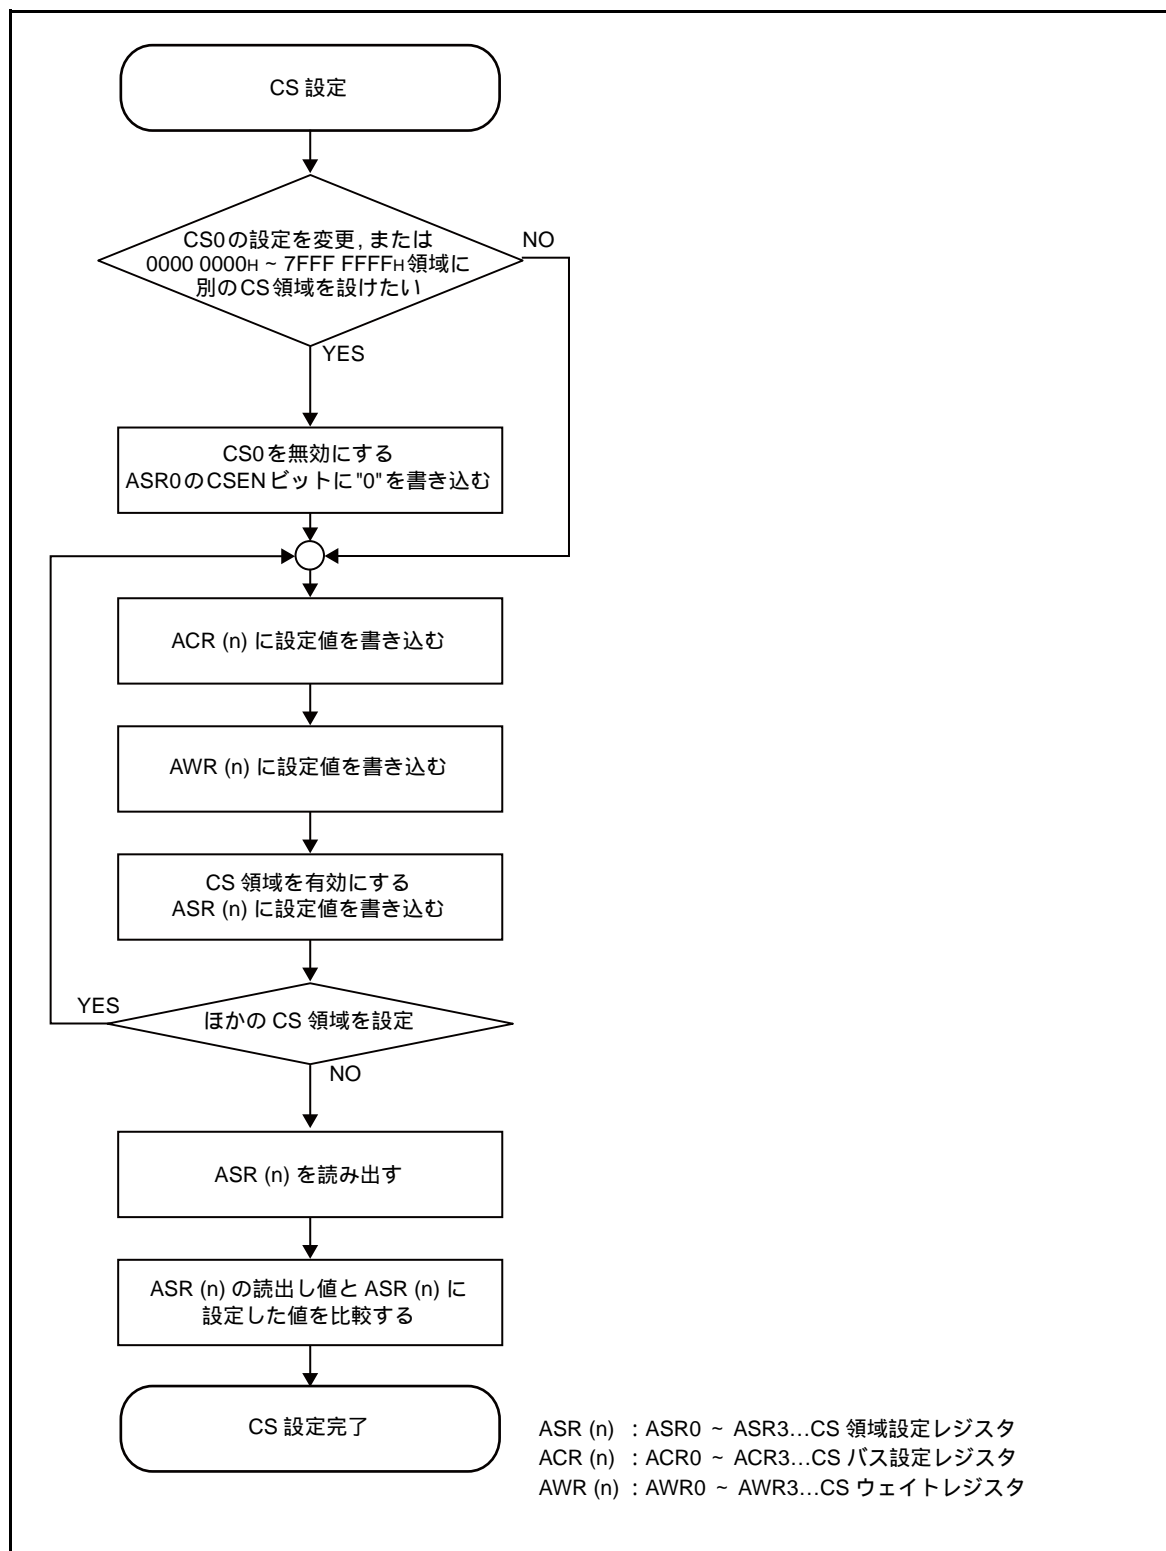 CS 設定
CS0の設定を変更, または
0000 0000H ~ 7FFF FFFFH領域に
別のCS領域を設けたい
NO
YES
CS0を無効にする
ASR0のCSENビットに"0"を書き込む
ACR (n) に設定値を書き込む
AWR (n) に設定値を書き込む
CS 領域を有効にする
ASR (n) に設定値を書き込む
YES
ほかの CS 領域を設定
NO
ASR (n) を読み出す
ASR (n) の読出し値と ASR (n) に
設定した値を比較する
CS 設定完了
ASR (n) : ASR0 ~ ASR3...CS 領域設定レジスタ
ACR (n) : ACR0 ~ ACR3...CS バス設定レジスタ
AWR (n) : AWR0 ~ AWR3...CS ウェイトレジスタ